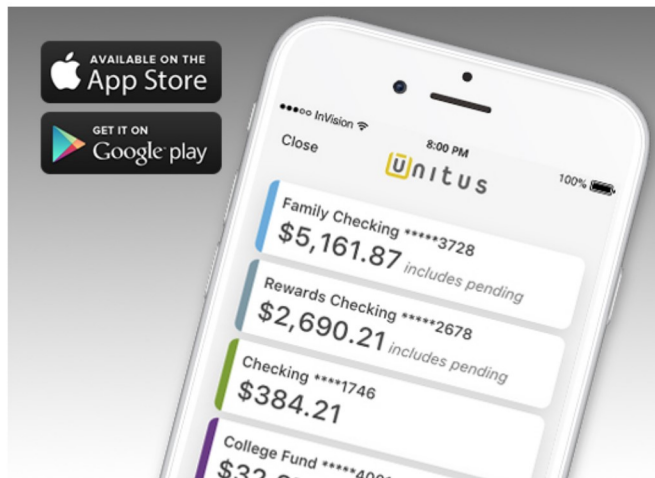 AVAILABLE ON THE
App Store
GET IT ON
Google play
InVision
8:00 PM
100%
Close
Unitus
Family Checking *****3728
$5,161.87 includes pending
Rewards Checking *****2678
$2,690.21 includes pending
Checking ****1746
$384.21
College Fund